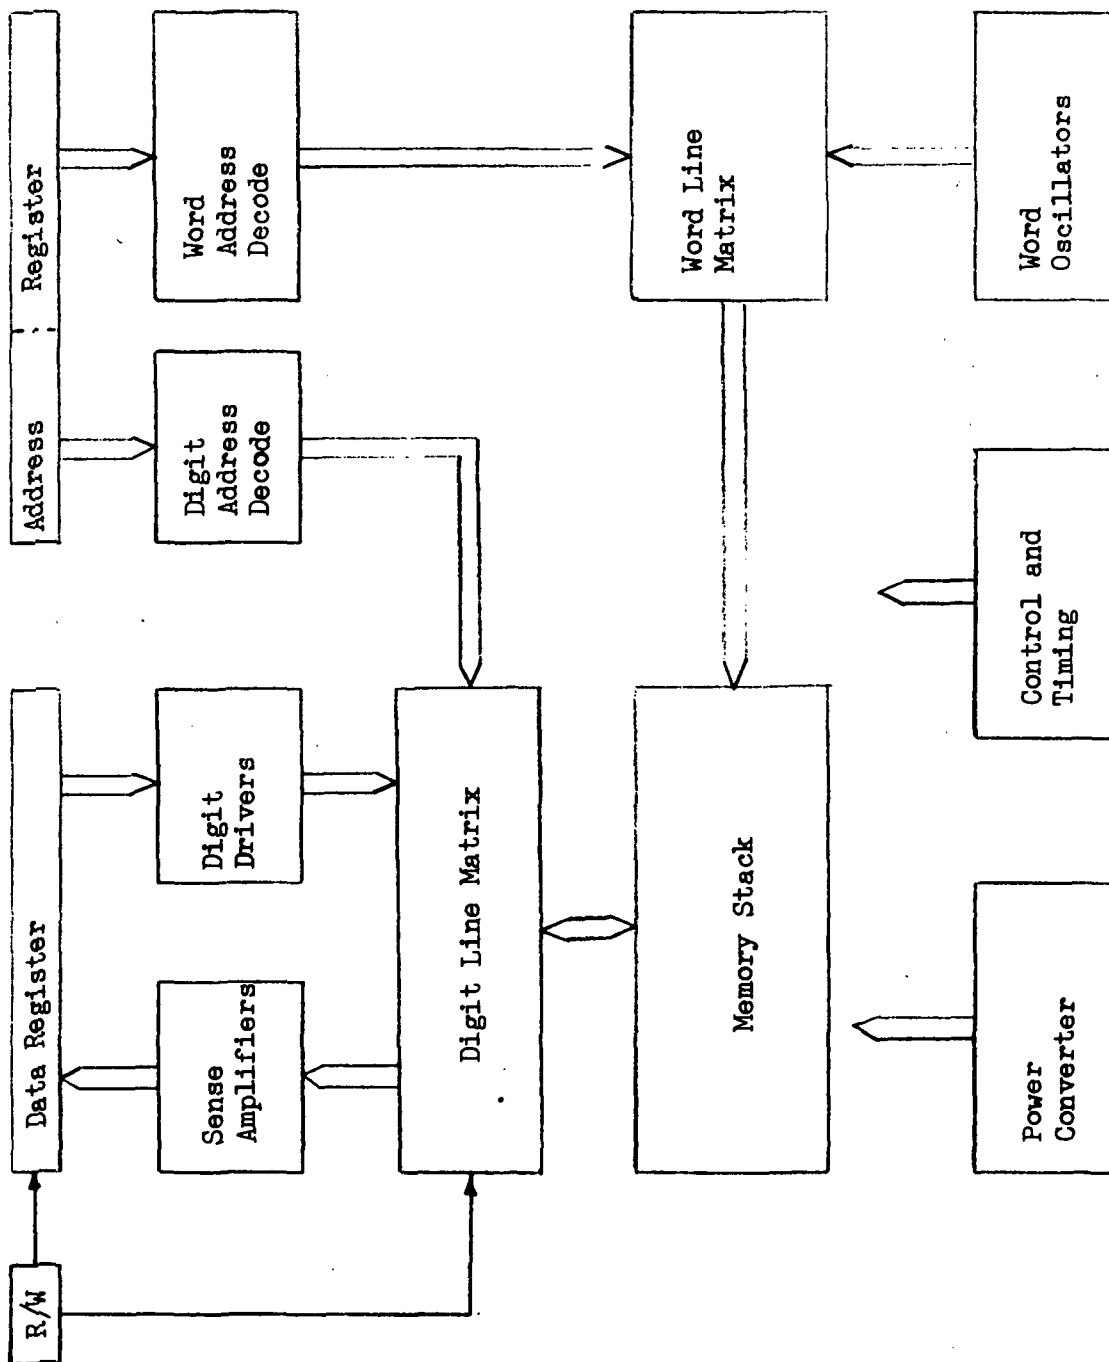 R/W
Data Register
Address
Register
Sense
Amplifiers
Digit
Drivers
Digit
Address
Decode
Word
Address
Decode
Digit Line Matrix
Memory Stack
Word Line
Matrix
Power
Converter
Control and
Timing
Word
Oscillators